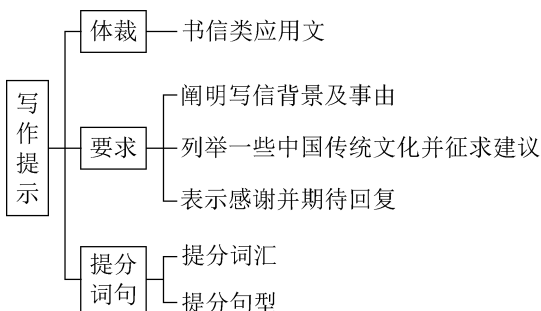 写作提示
体裁
书信类应用文
要求
阐明写信背景及事由
列举一些中国传统文化并征求建议
表示感谢并期待回复
提分
词句
提分词汇
提分句型